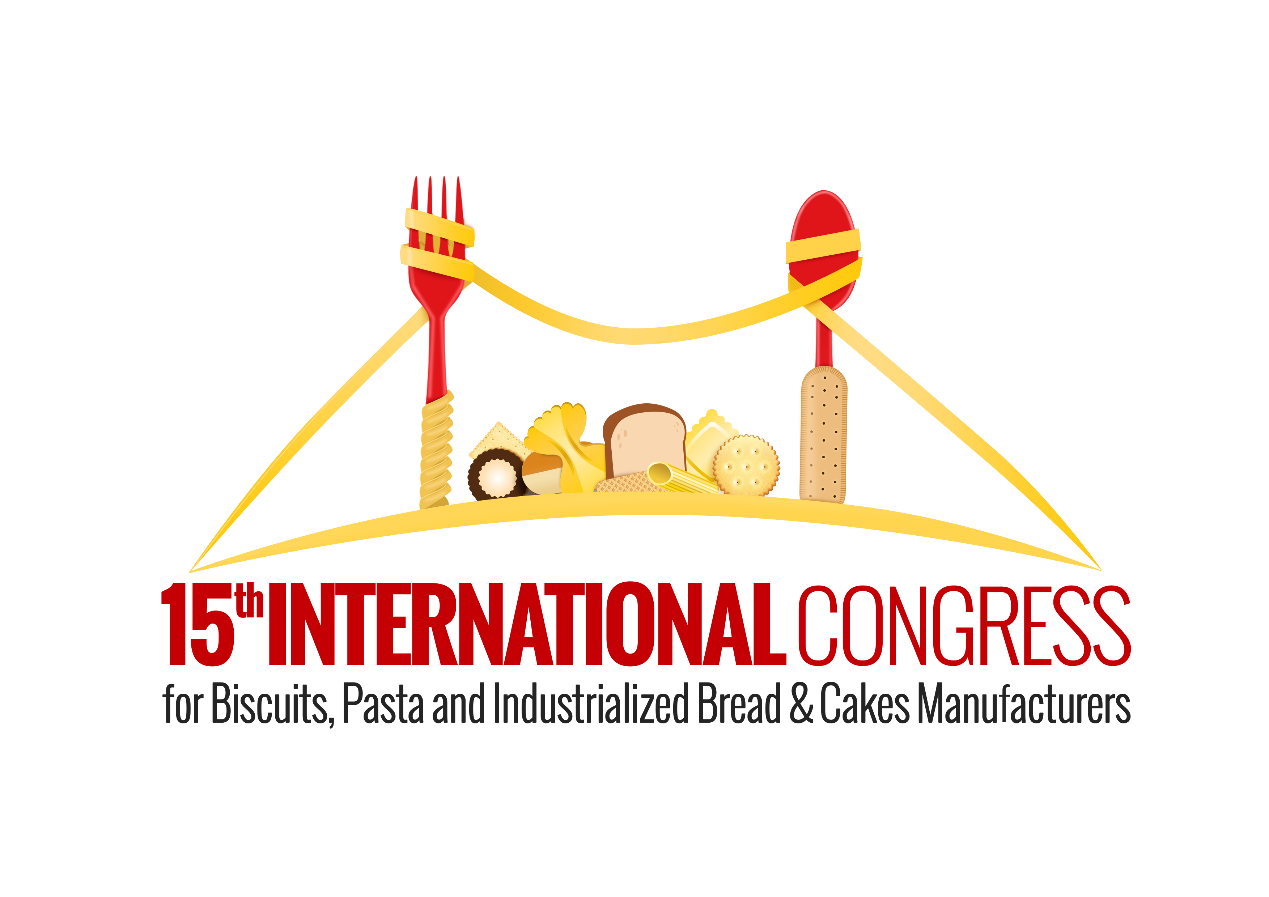 15th INTERNATIONAL CONGRESS
for Biscuits, Pasta and Industrialized Bread & Cakes Manufacturers